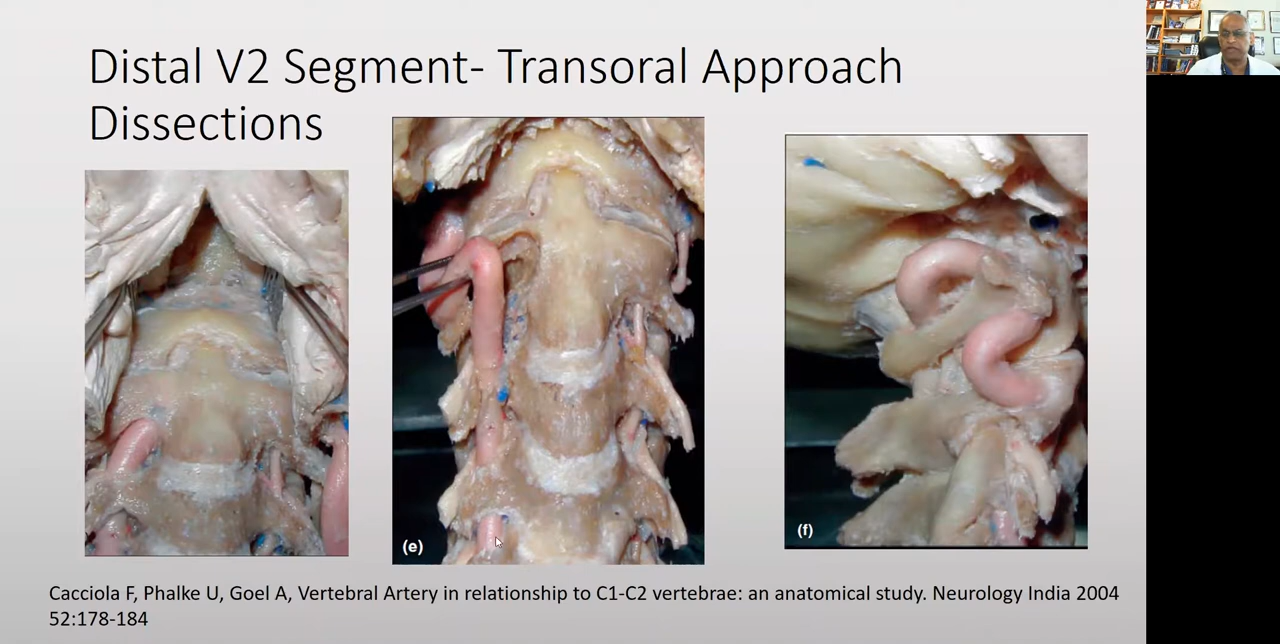 Distal V2 Segment- Transoral Approach
Dissections
(e)
(f)
Cacciola F, Phalke U, Goel A, Vertebral Artery in relationship to C1-C2 vertebrae: an anatomical study. Neurology India 2004
52:178-184